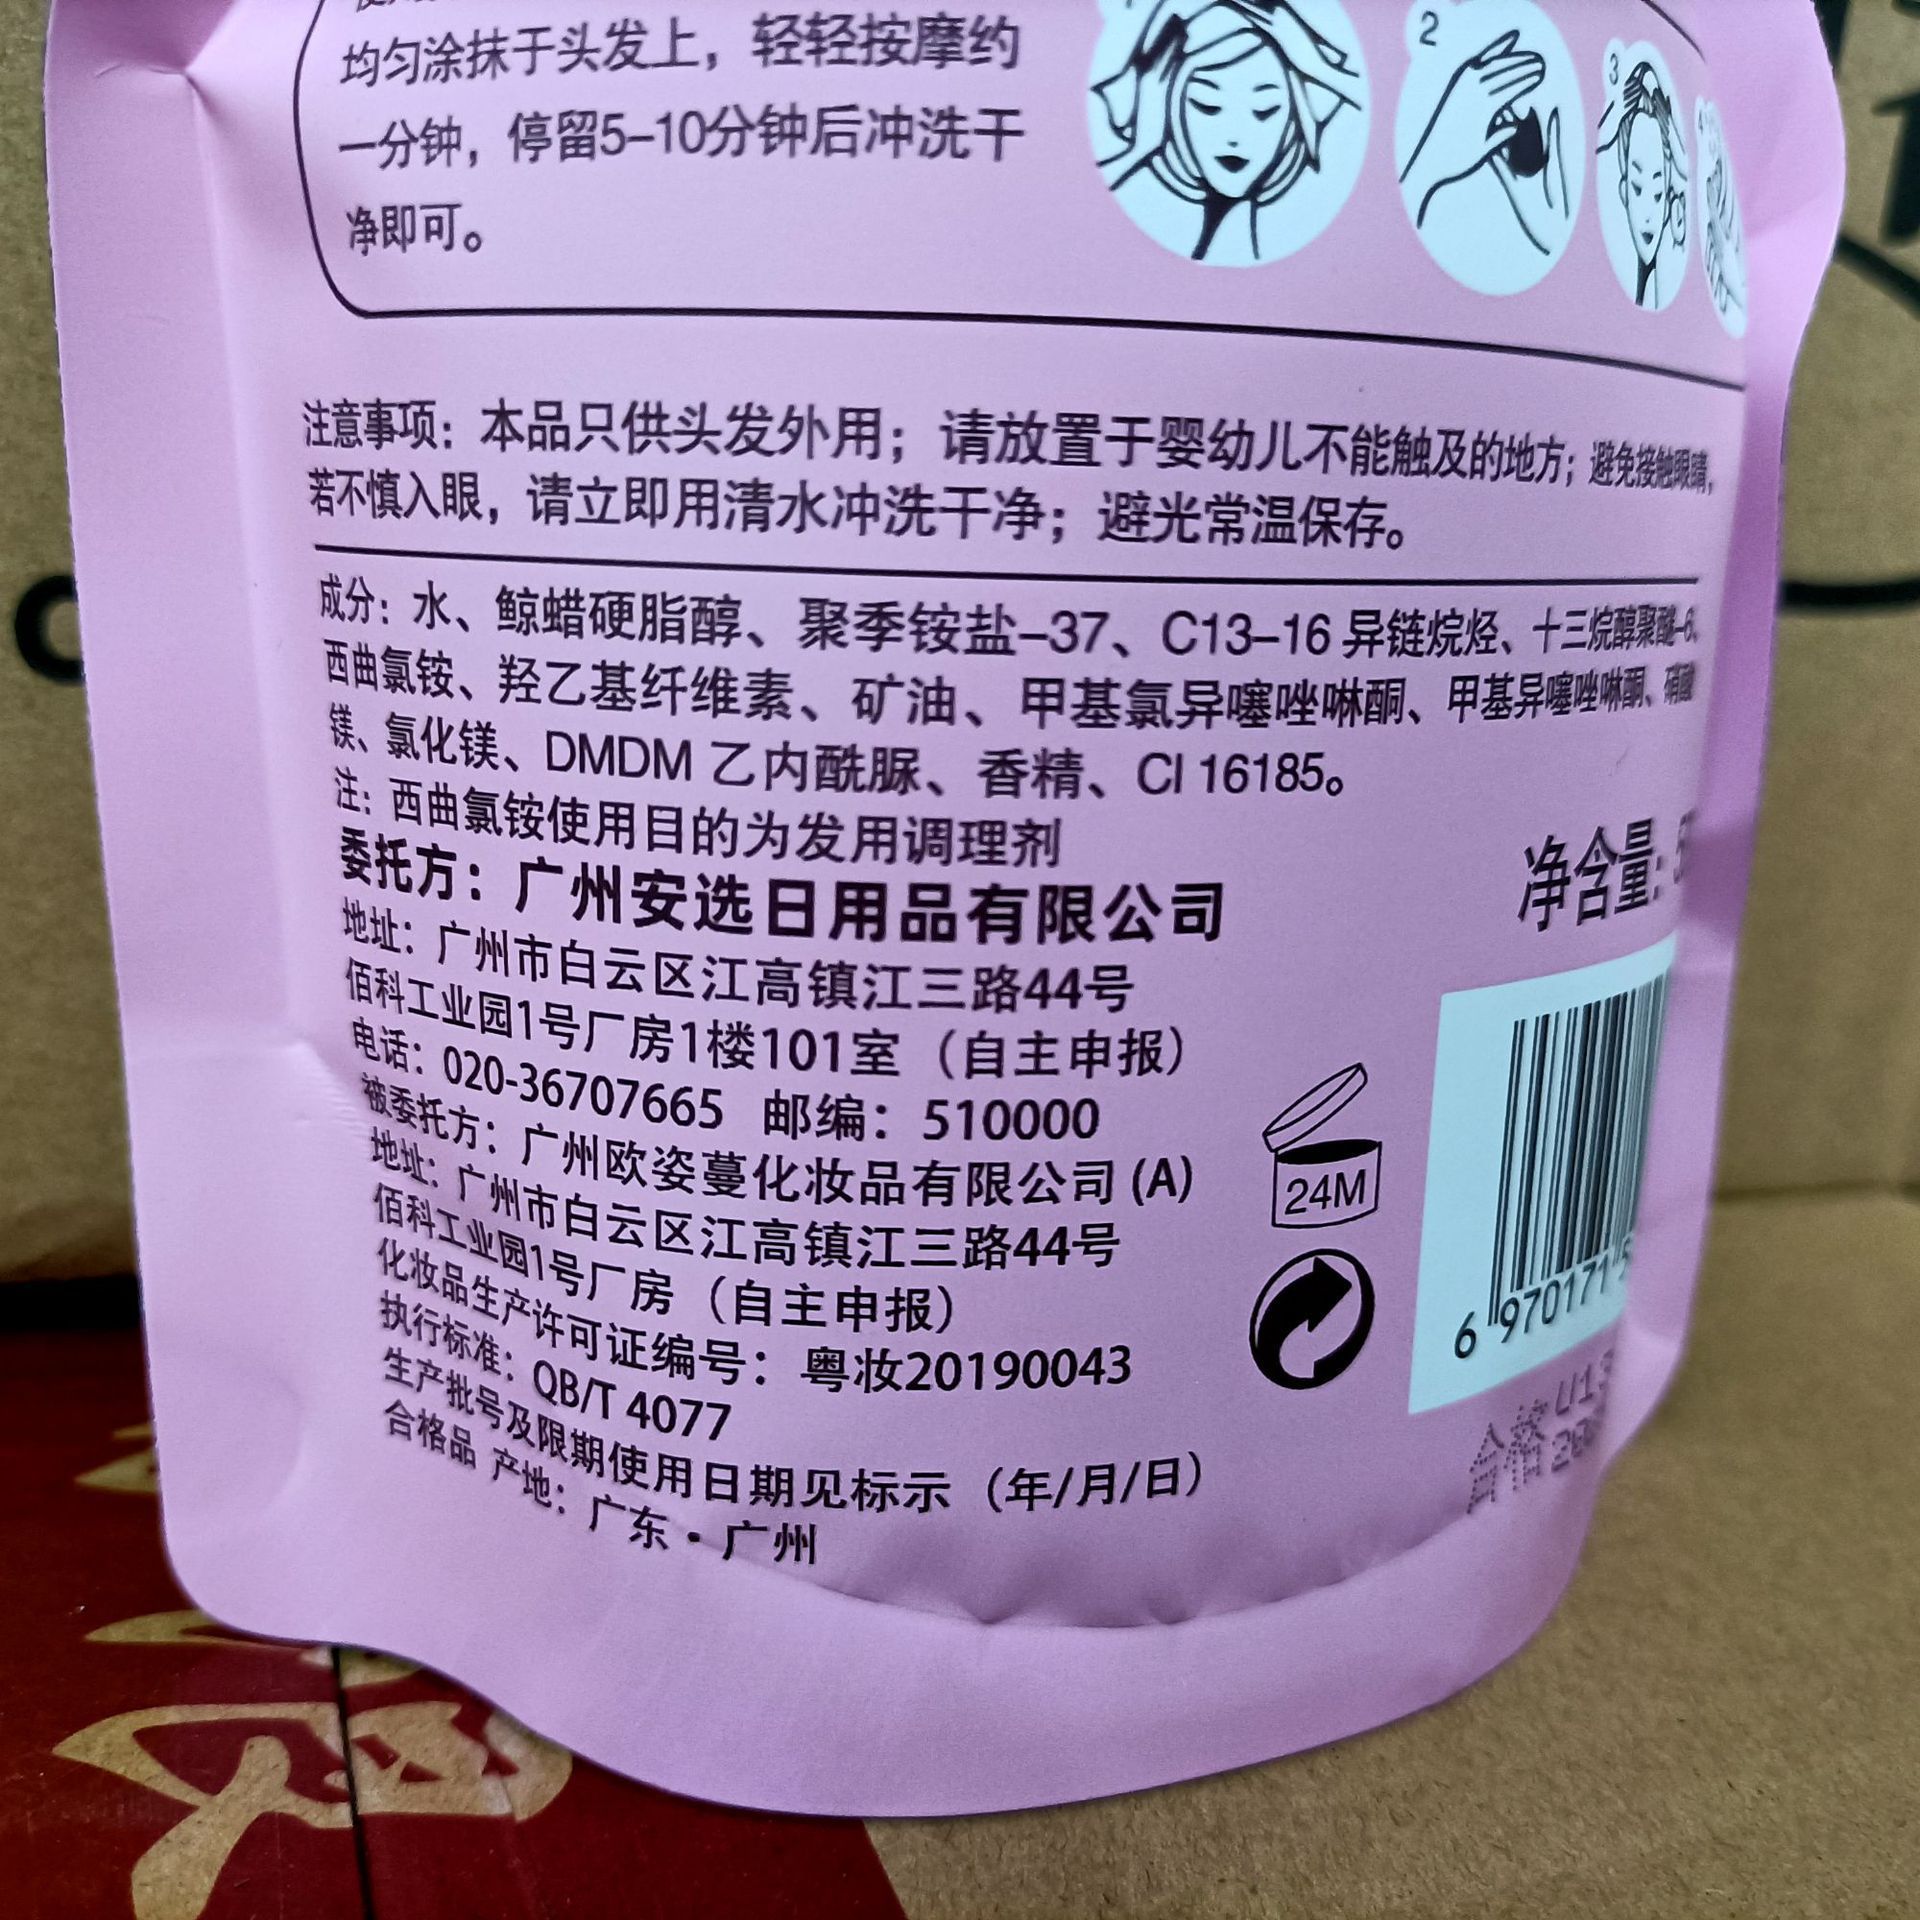 均匀涂抹于头发上，轻轻按摩约
一分钟，停留5-10分钟后冲洗干
净即可。
2
3
注意事项：本品只供头发外用；请放置于婴幼儿不能触及的地方；避免接触眼睛，
若不慎入眼，请立即用清水冲洗干净；避光常温保存。
成分：水、鲸蜡硬脂醇、聚季铵盐-37、C13-16 异链烷烃、十三烷醇聚醚-6、
西曲氯铵、羟乙基纤维素、矿油、甲基氯异噻唑啉酮、甲基异噻唑啉酮、硝酸
镁、氯化镁、DMDM 乙内酰脲、香精、CI 16185。
注：西曲氯铵使用目的为发用调理剂
委托方：广州安选日用品有限公司
地址：广州市白云区江高镇江三路44号
佰科工业园1号厂房1楼101室（自主申报）
电话：020-36707665 邮编：510000
被委托方：广州欧姿蔓化妆品有限公司 (A)
地址：广州市白云区江高镇江三路44号
佰科工业园1号厂房（自主申报）
化妆品生产许可证编号：粤妆20190043
执行标准：QB/T 4077
生产批号及限期使用日期见标示（年/月/日）
合格品 产地：广东·广州
净含量：
24M
6 970171
合格